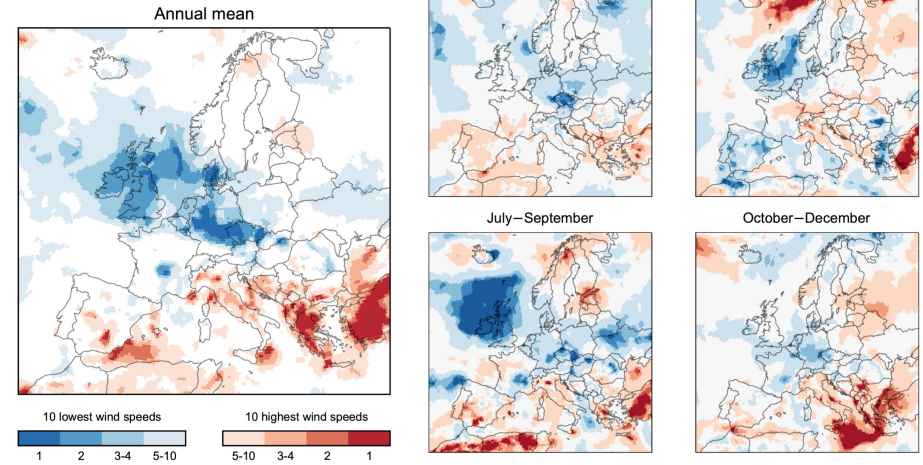 Annual mean
July–September
October–December
10 lowest wind speeds
10 highest wind speeds
1 2 3-4 5-10
5-10 3-4 2 1